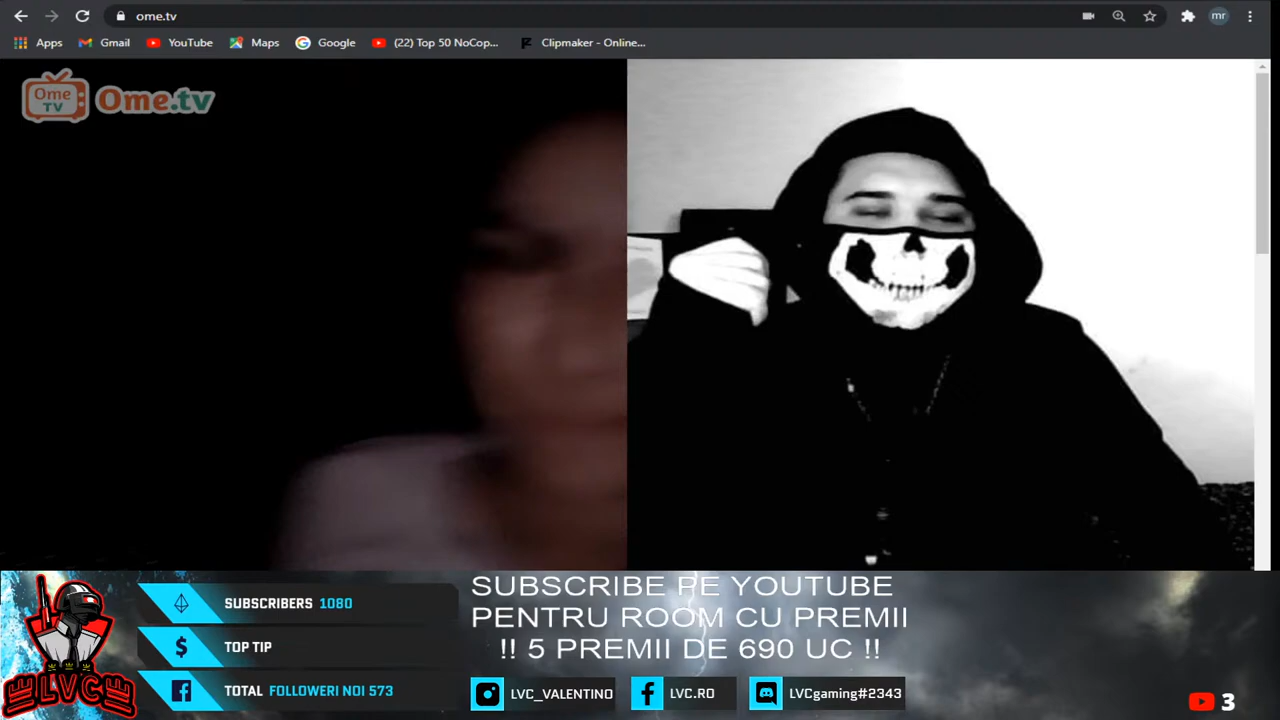 ome.tv
mr
Apps
Gmail
YouTube
Maps
Google
(22) Top 50 NoCop...
Clipmaker - Online...
Ome TV
Ome.tv
SUBSCRIBERS 1080
TOP TIP
TOTAL FOLLOWERI NOI 573
LVC
SUBSCRIBE PE YOUTUBE
PENTRU ROOM CU PREMII
!! 5 PREMII DE 690 UC !!
LVC_VALENTINO
LVC.RO
LVCgaming#2343
3